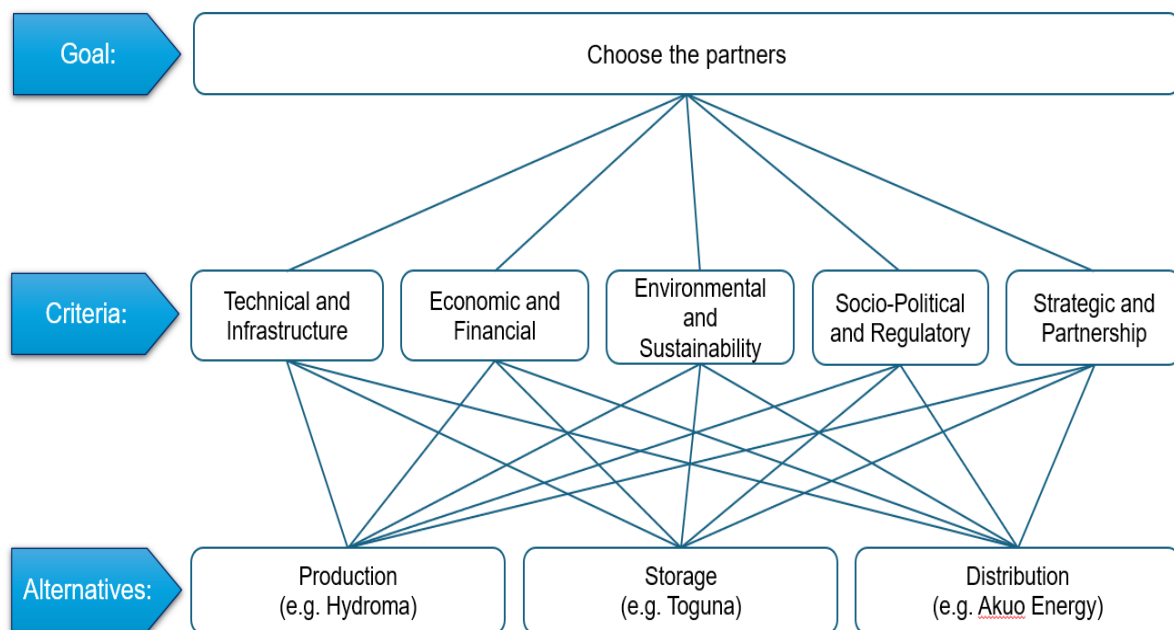 Goal:
Choose the partners
Criteria:
Technical and
Infrastructure
Economic and
Financial
Environmental
and
Sustainability
Socio-Political
and Regulatory
Strategic and
Partnership
Alternatives:
Production
(e.g. Hydroma)
Storage
(e.g. Toguna)
Distribution
(e.g. Akuo Energy)